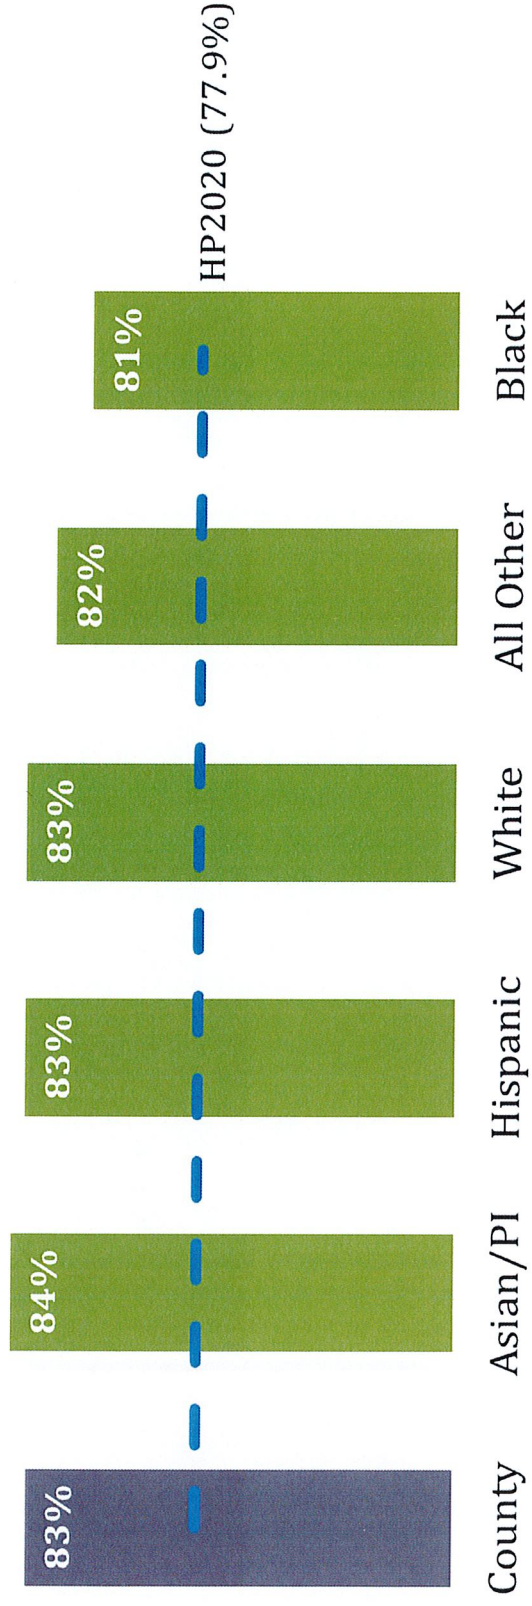 83%
84%
83%
83%
82%
81%
HP2020 (77.9%)
County
Asian/PI
Hispanic
White
All Other
Black